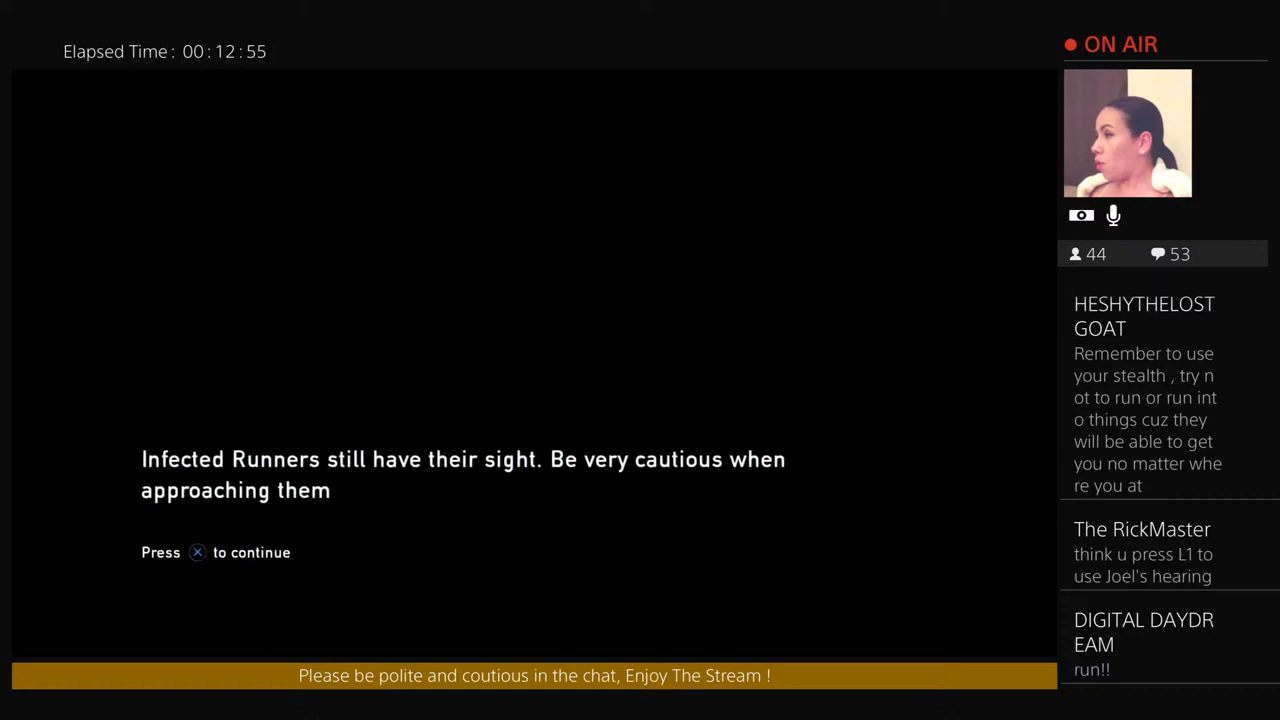 Elapsed Time: 00:12:55
ON AIR
44
53
HESHYTHELOST
GOAT
Remember to use
your stealth , try n
ot to run or run int
o things cuz they
will be able to get
you no matter whe
re you at
The RickMaster
think u press L1 to
use Joel's hearing
DIGITAL DAYDR
EAM
run!!
Infected Runners still have their sight. Be very cautious when
approaching them
Press X to continue
Please be polite and coutious in the chat, Enjoy The Stream !